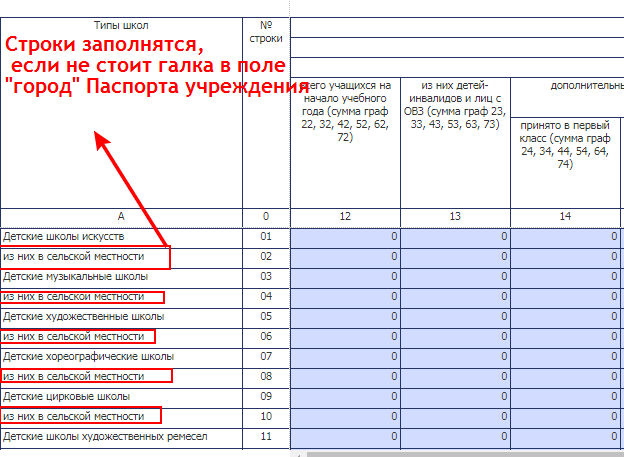 Типы школ
№
строки
Строки заполнятся,
если не стоит галка в поле
"город" Паспорта учреждения
всего учащихся на
начало учебного
года (сумма граф
22, 32, 42, 52, 62,
72)
из них детей-
инвалидов и лиц с
ОВЗ (сумма граф 23,
33, 43, 53, 63, 73)
принято в первый
класс (сумма граф
24, 34, 44, 54, 64,
74)
А 0 12 13 14
Детские школы искусств 01 0 0 0
из них в сельской местности 02 0 0 0
Детские музыкальные школы 03 0 0 0
из них в сельской местности 04 0 0 0
Детские художественные школы 05 0 0 0
из них в сельской местности 06 0 0 0
Детские хореографические школы 07 0 0 0
из них в сельской местности 08 0 0 0
Детские цирковые школы 09 0 0 0
из них в сельской местности 10 0 0 0
Детские школы художественных ремесел 11 0 0 0